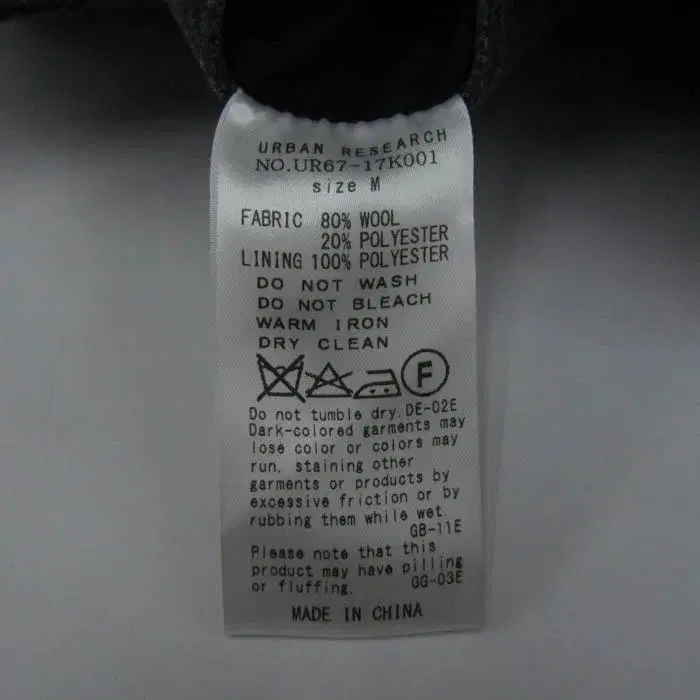 URBAN RESEARCH
NO.UR67-17K001
size M
FABRIC 80% WOOL
20% POLYESTER
LINING 100% POLYESTER
DO NOT WASH
DO NOT BLEACH
WARM IRON
DRY CLEAN
F
Do not tumble dry. DE-02E
Dark-colored garments may
lose color or colors may
run, staining other
garments or products by
excessive friction or by
rubbing them while wet.
GB-11E
Please note that this
product may have pilling
or fluffing. GG-03E
MADE IN CHINA